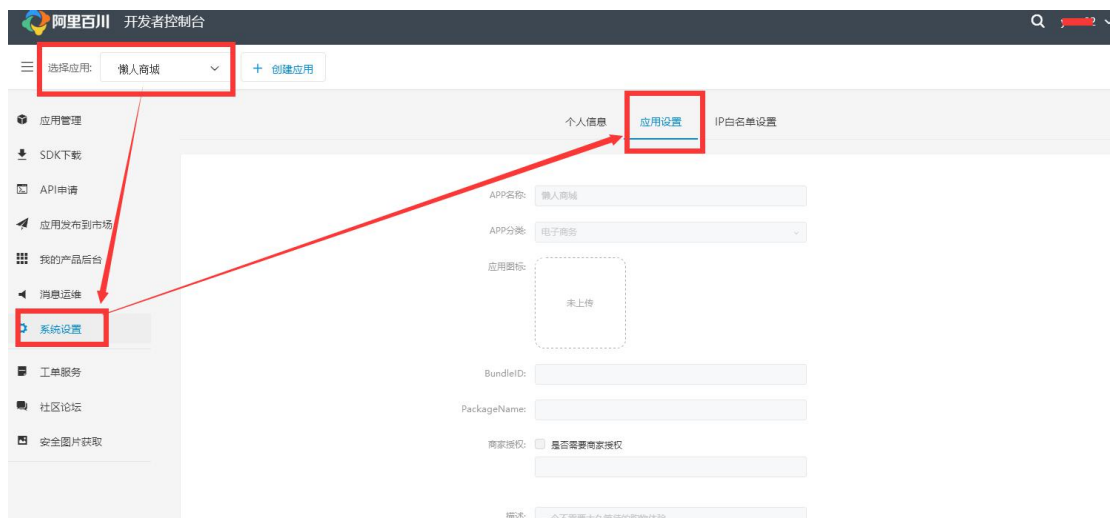 阿里百川 开发者控制台
选择应用: 懒人商城 + 创建应用
应用管理
SDK下载
API申请
应用发布到市场
我的产品后台
消息运维
系统设置
工单服务
社区论坛
安全图片获取
个人信息 应用设置 IP白名单设置
APP名称: 懒人商城
APP分类: 电子商务
应用图标:
未上传
BundleID:
PackageName:
商家授权: 是否需要商家授权
描述: